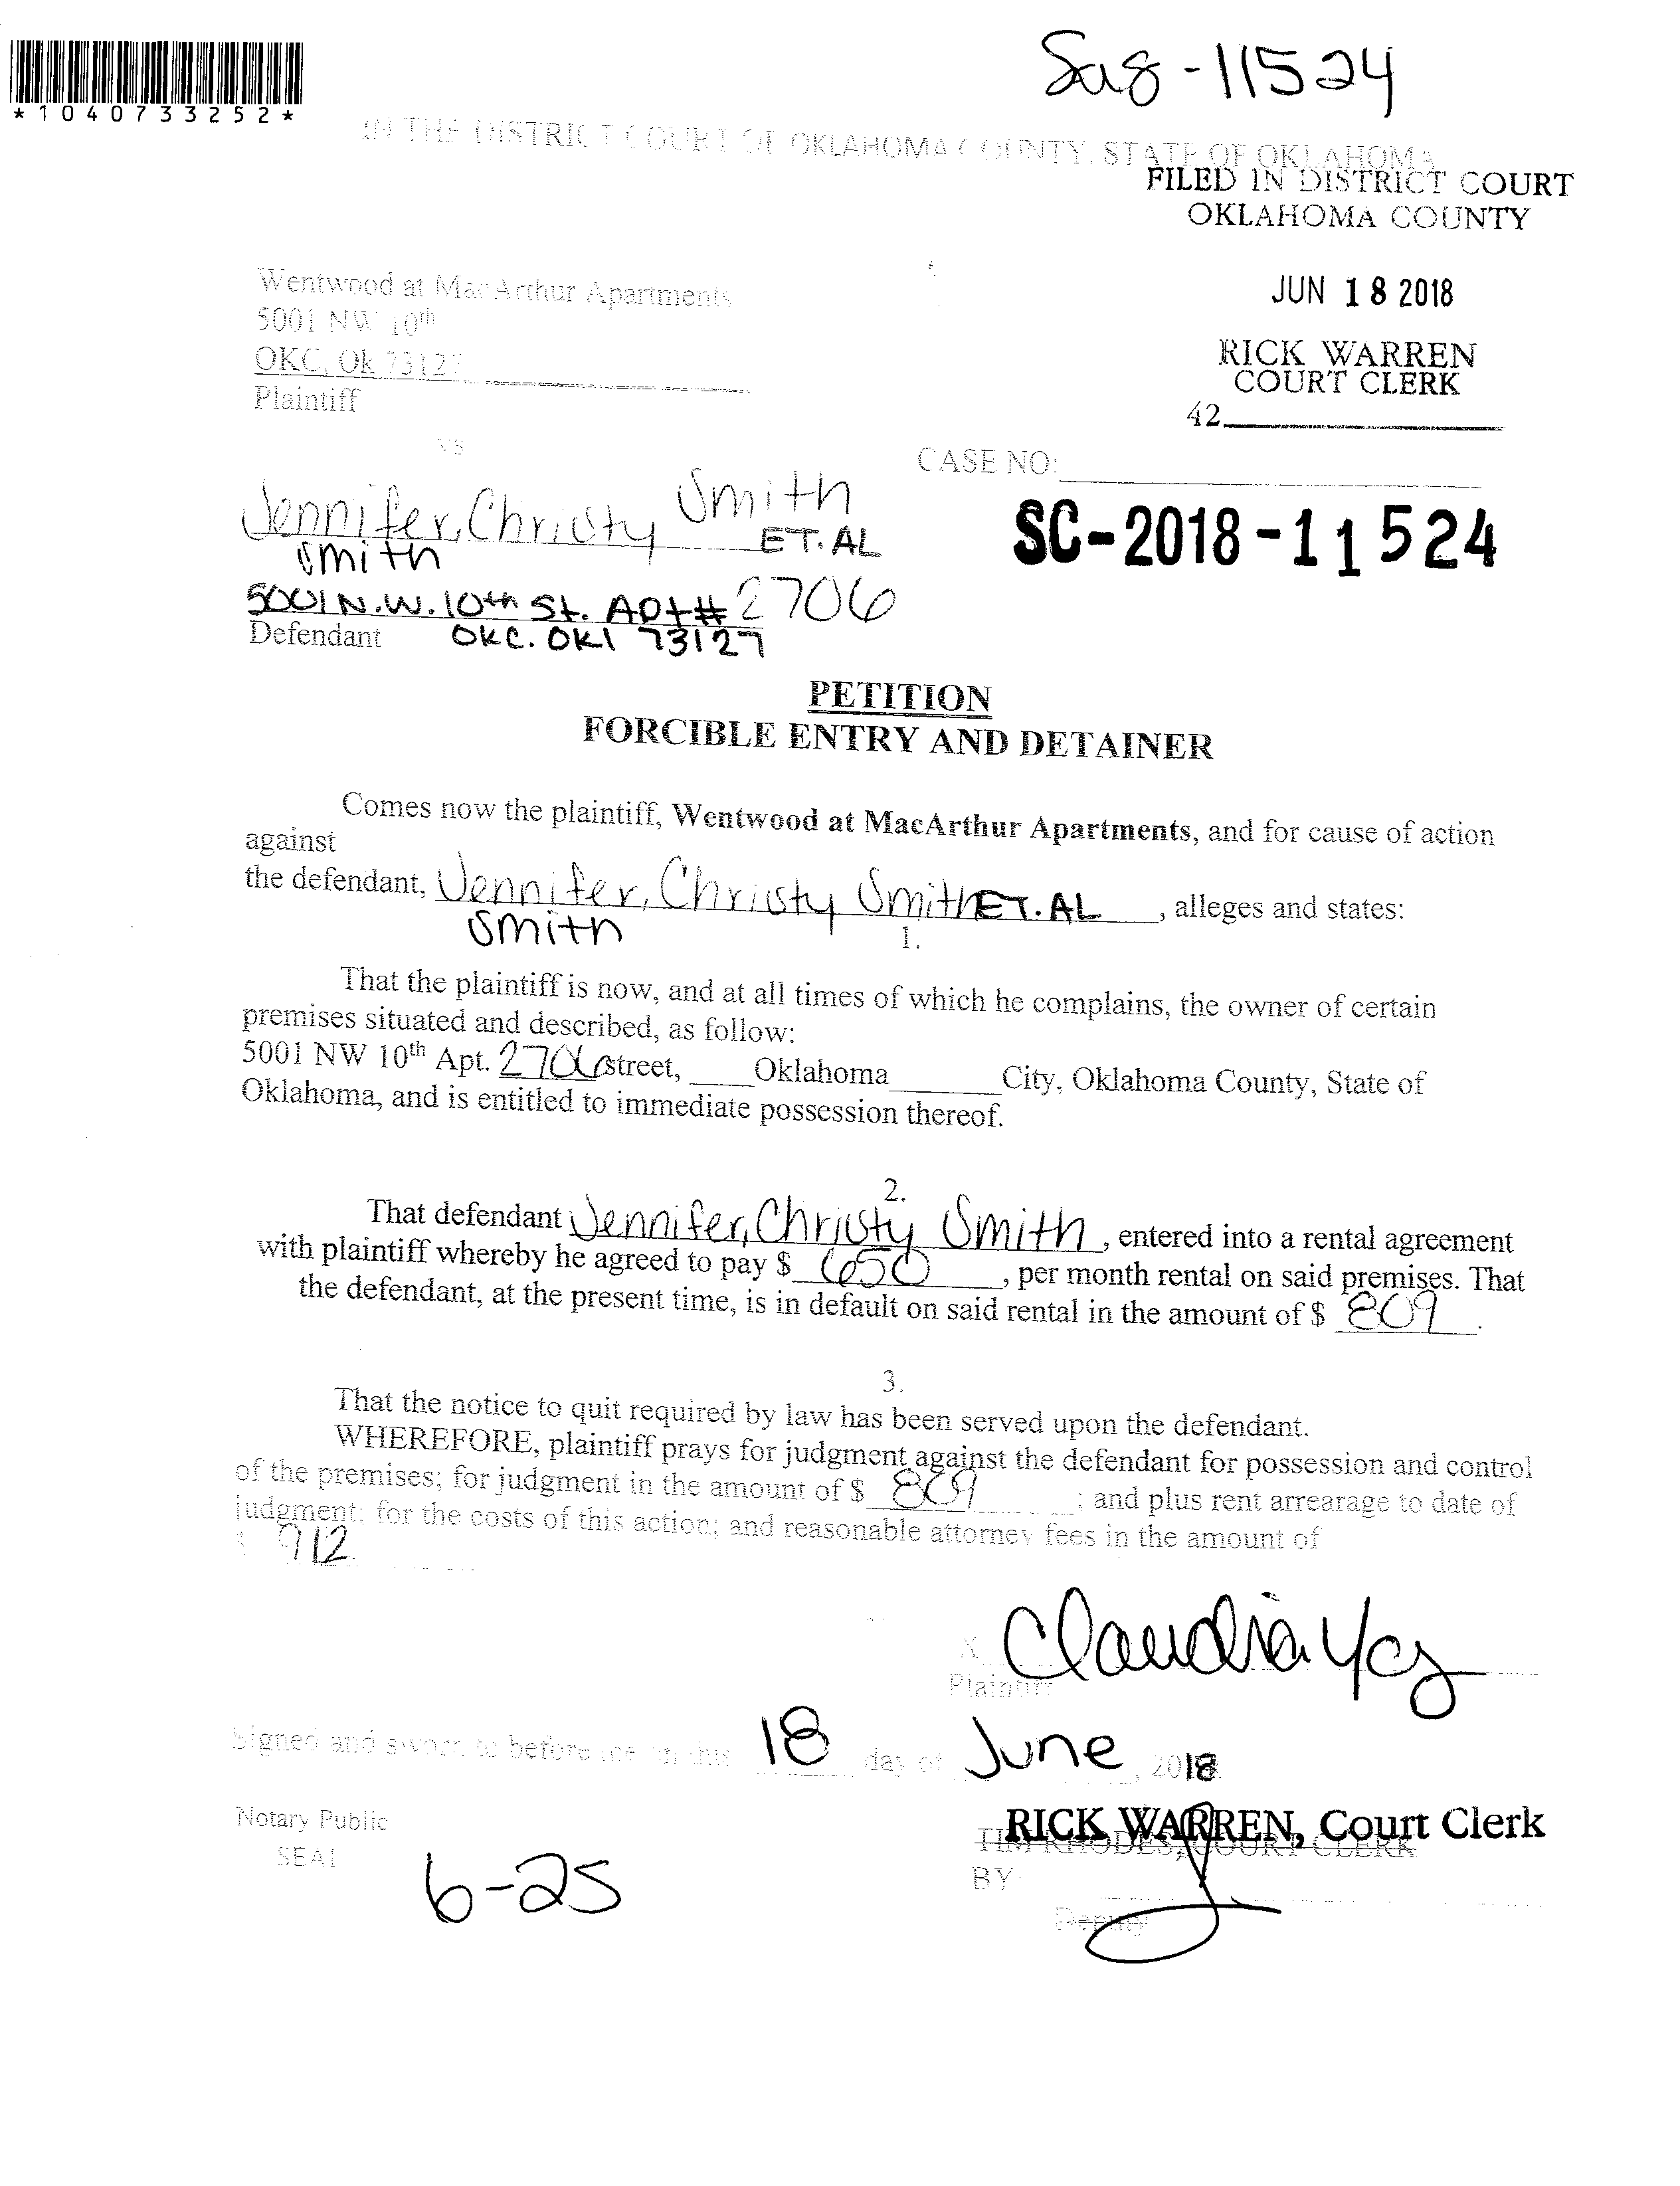 *1040733252*
Sa8-11524
IN THE DISTRICT COURT OF OKLAHOMA COUNTY, STATE OF OKLAHOMA
FILED IN DISTRICT COURT
OKLAHOMA COUNTY
JUN 18 2018
RICK WARREN
COURT CLERK
42
Wentwood at MacArthur Apartments
5001 NW 10th
OKC, Ok 73127
Plaintiff
vs
CASE NO:
SC-2018-11524
Jennifer, Christy Smith
Smith ET. AL
5001 N.W. 10th St. Apt# 2706
Defendant OKC. OKl 73127
PETITION
FORCIBLE ENTRY AND DETAINER
Comes now the plaintiff, Wentwood at MacArthur Apartments, and for cause of action
against
the defendant, Jennifer, Christy Smith ET. AL , alleges and states:
Smith
1.
That the plaintiff is now, and at all times of which he complains, the owner of certain
premises situated and described, as follow:
5001 NW 10th Apt. 2706 street, Oklahoma City, Oklahoma County, State of
Oklahoma, and is entitled to immediate possession thereof.
2.
That defendant Jennifer, Christy Smith, entered into a rental agreement
with plaintiff whereby he agreed to pay $ 650 , per month rental on said premises. That
the defendant, at the present time, is in default on said rental in the amount of $ 809 .
3.
That the notice to quit required by law has been served upon the defendant.
WHEREFORE, plaintiff prays for judgment against the defendant for possession and control
of the premises; for judgment in the amount of $ 809 ; and plus rent arrearage to date of
judgment; for the costs of this action; and reasonable attorney fees in the amount of
$ 912
X Claudia
Plaintiff
Signed and sworn to before me on this 18 day of June, 2018.
Notary Public
SEAL
6-25
RICK WARREN, Court Clerk
TIM RHODES, COURT CLERK
BY
Deputy